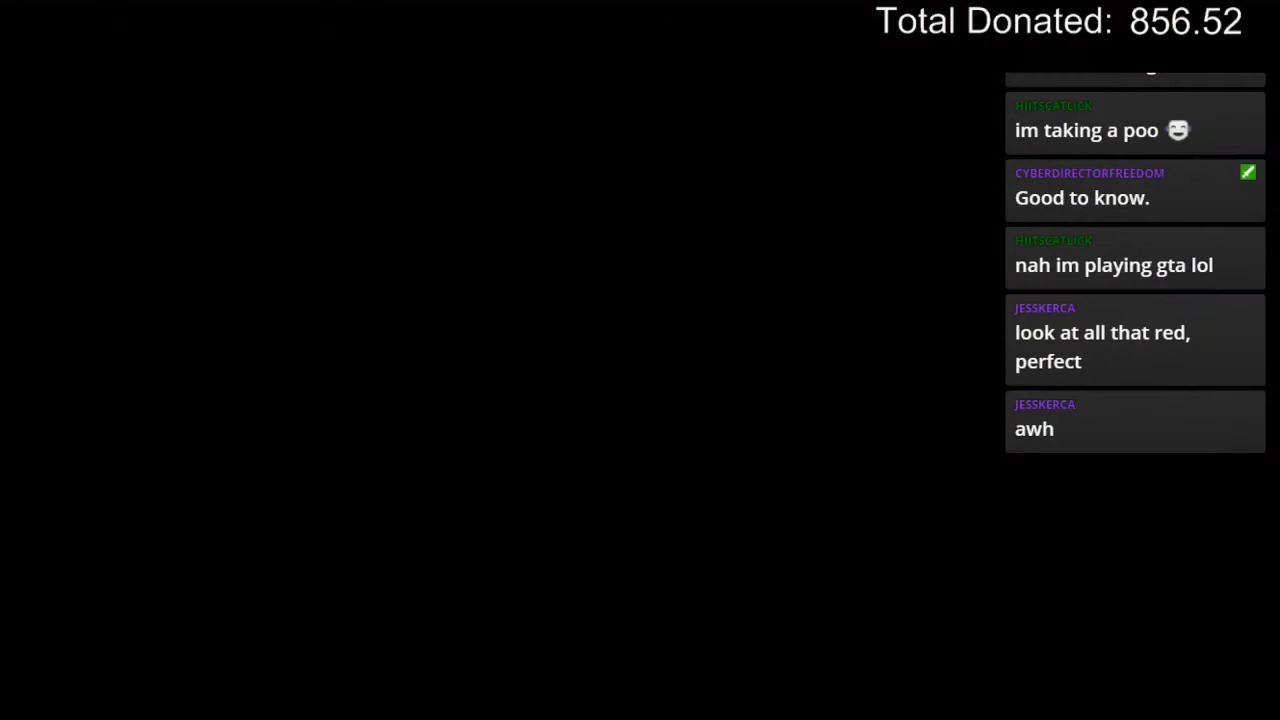 Total Donated: 856.52
HIITSCATLICK
im taking a poo
CYBERDIRECTORFREEDOM
Good to know.
HIITSCATLICK
nah im playing gta lol
JESSKERCA
look at all that red,
perfect
JESSKERCA
awh